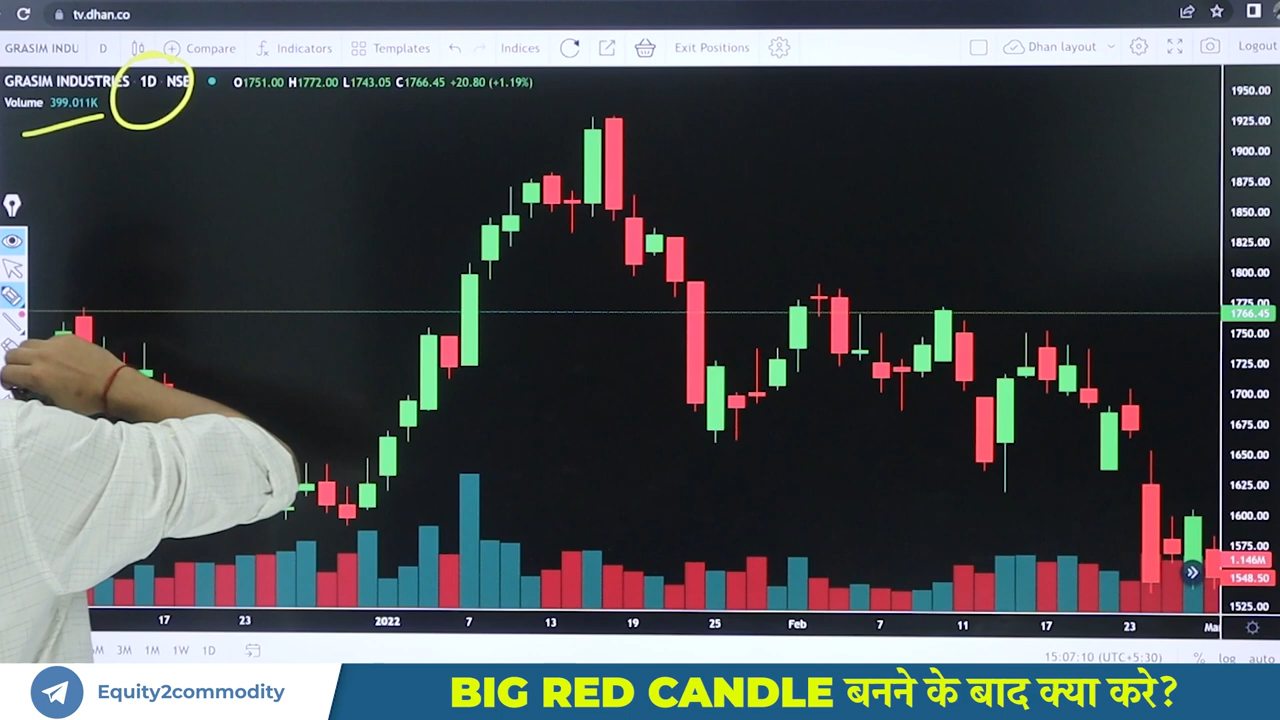 tv.dhan.co
GRASIM INDU D Compare Indicators Templates Indices Exit Positions Dhan layout Logout
GRASIM INDUSTRIES 1D NSE O1751.00 H1772.00 L1743.05 C1766.45 +20.80 (+1.19%)
Volume 399.011K
1950.00
1925.00
1900.00
1875.00
1850.00
1825.00
1800.00
1775.00
1766.45
1750.00
1725.00
1700.00
1675.00
1650.00
1625.00
1600.00
1575.00
1.146M
1548.50
1525.00
17 23 2022 7 13 19 25 Feb 7 11 17 23
3M 1M 1W 1D 15:07:10 (UTC+5:30) % log auto
Equity2commodity
BIG RED CANDLE बनने के बाद क्या करे?